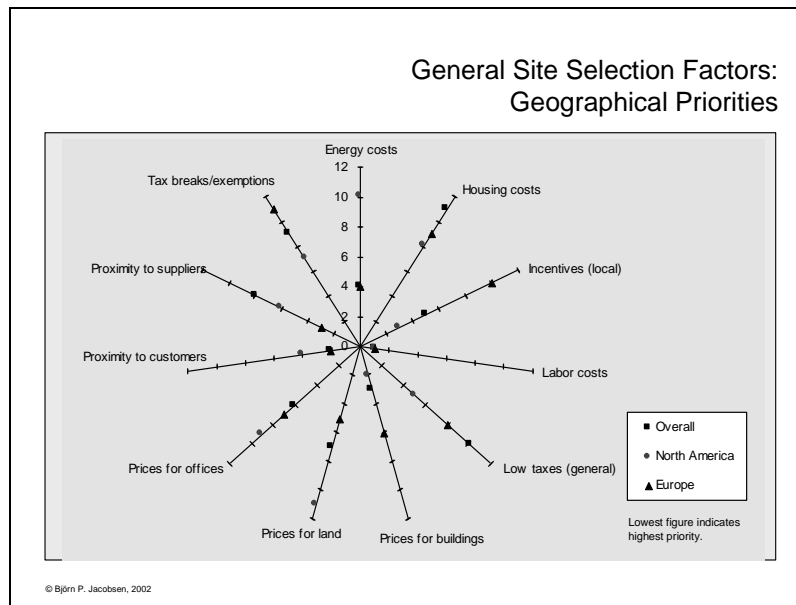 General Site Selection Factors:
Geographical Priorities
Energy costs
12
10
8
6
4
2
0
Tax breaks/exemptions
Housing costs
Proximity to suppliers
Incentives (local)
Proximity to customers
Labor costs
Prices for offices
Low taxes (general)
Prices for land
Prices for buildings
Overall
North America
Europe
Lowest figure indicates
highest priority.
© Björn P. Jacobsen, 2002